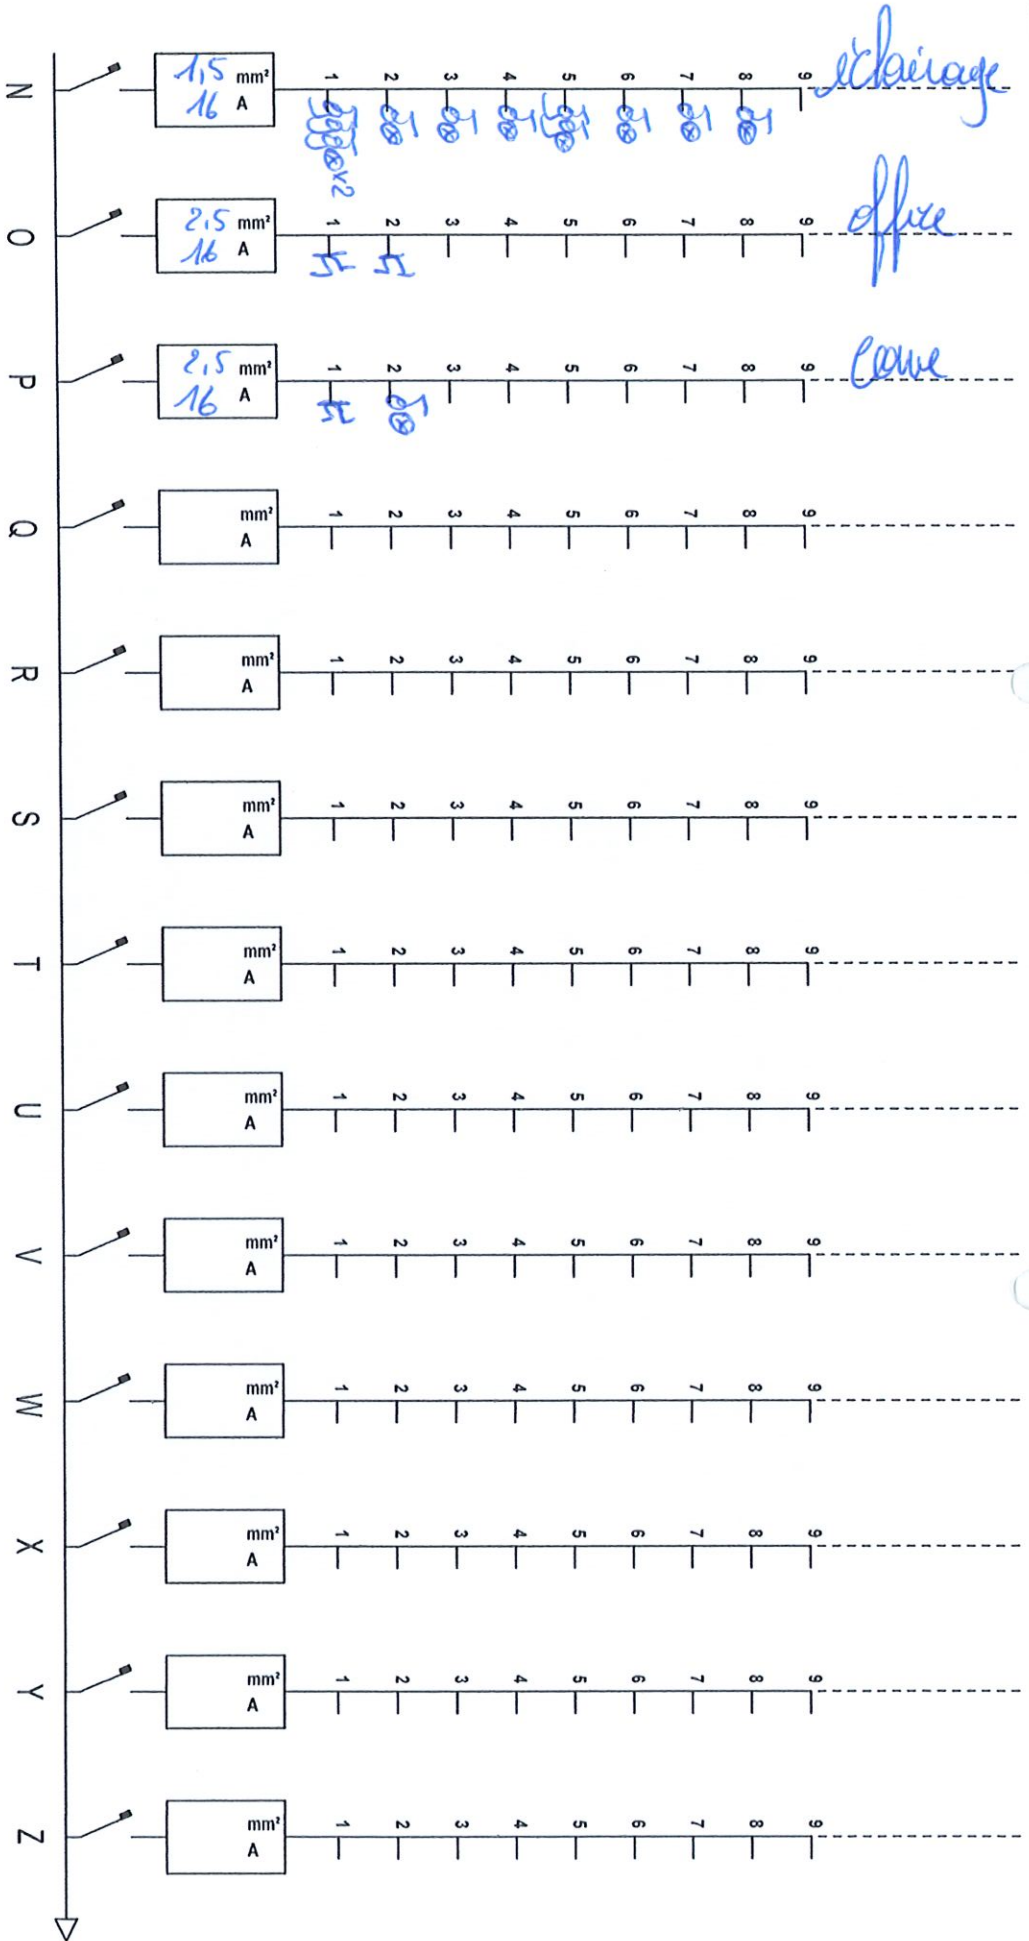 N 1,5 mm² 16 A 1 2 3 4 5 6 7 8 9 éclairage
x2
O 2,5 mm² 16 A 1 2 3 4 5 6 7 8 9 office
P 2,5 mm² 16 A 1 2 3 4 5 6 7 8 9 cave
Q mm² A 1 2 3 4 5 6 7 8 9
R mm² A 1 2 3 4 5 6 7 8 9
S mm² A 1 2 3 4 5 6 7 8 9
T mm² A 1 2 3 4 5 6 7 8 9
U mm² A 1 2 3 4 5 6 7 8 9
V mm² A 1 2 3 4 5 6 7 8 9
W mm² A 1 2 3 4 5 6 7 8 9
X mm² A 1 2 3 4 5 6 7 8 9
Y mm² A 1 2 3 4 5 6 7 8 9
Z mm² A 1 2 3 4 5 6 7 8 9